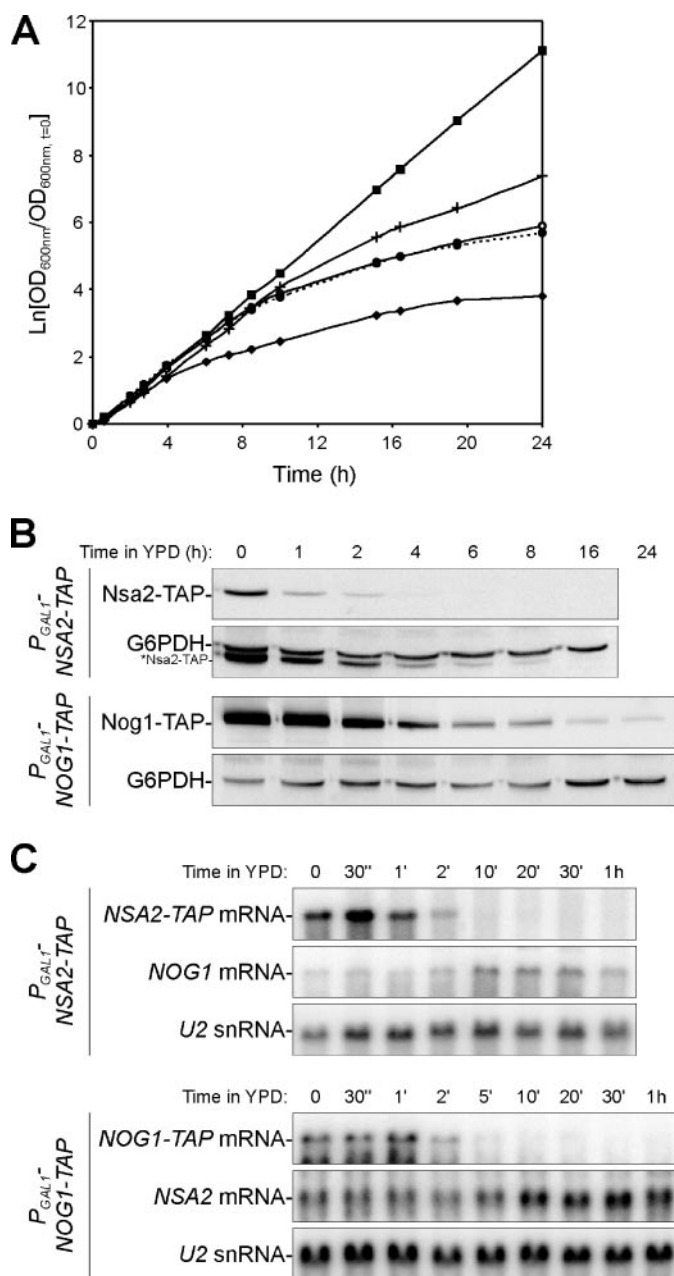 A
12
10
8
6
4
2
0
Ln[OD600nm/OD600nm, t=0]
0 4 8 12 16 20 24
Time (h)
B
Time in YPD (h): 0 1 2 4 6 8 16 24
PGAL1-
NSA2-TAP
Nsa2-TAP-
G6PDH-
*Nsa2-TAP-
PGAL1-
NOG1-TAP
Nog1-TAP-
G6PDH-
C
Time in YPD: 0 30" 1' 2' 10' 20' 30' 1h
PGAL1-
NSA2-TAP
NSA2-TAP mRNA-
NOG1 mRNA-
U2 snRNA-
Time in YPD: 0 30" 1' 2' 5' 10' 20' 30' 1h
PGAL1-
NOG1-TAP
NOG1-TAP mRNA-
NSA2 mRNA-
U2 snRNA-